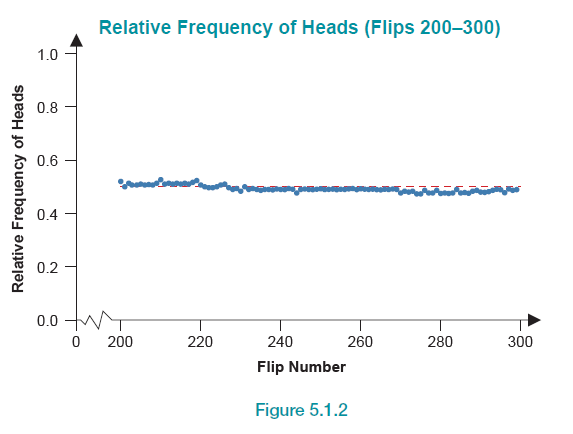 Relative Frequency of Heads (Flips 200–300)
Relative Frequency of Heads
1.0
0.8
0.6
0.4
0.2
0.0
0 200 220 240 260 280 300
Flip Number
Figure 5.1.2